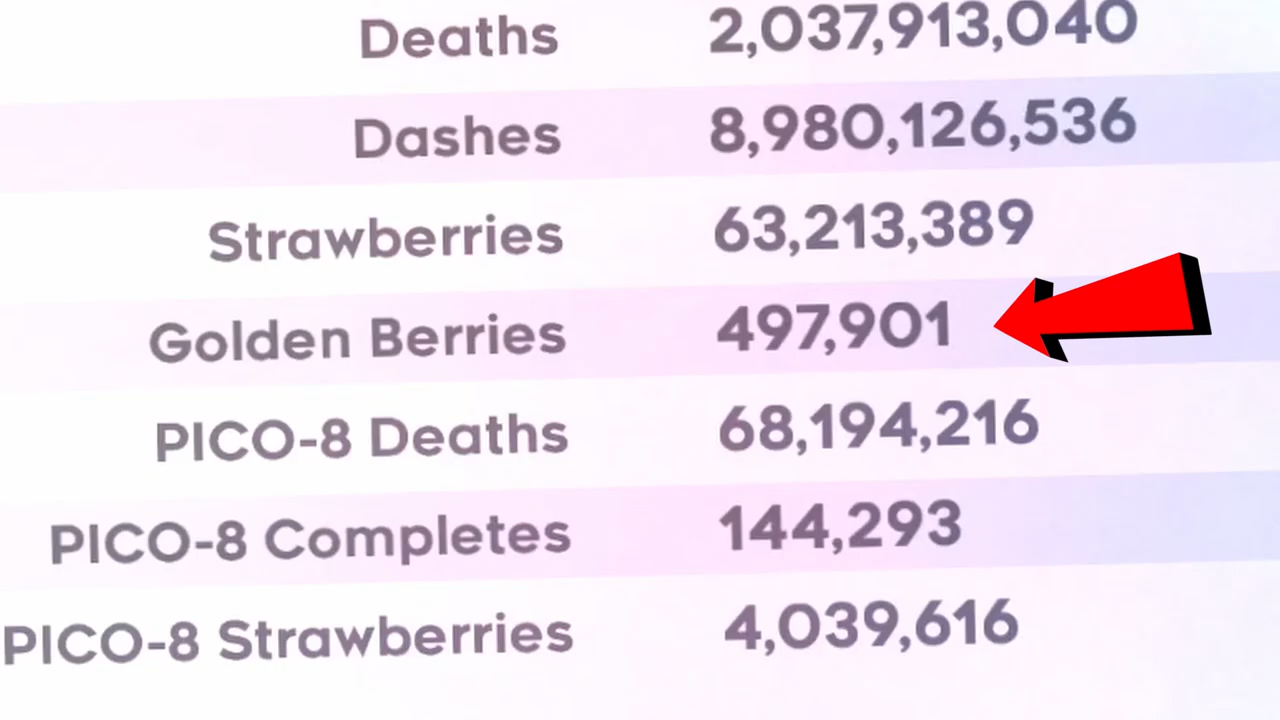 Deaths 2,037,913,040
Dashes 8,980,126,536
Strawberries 63,213,389
Golden Berries 497,901
PICO-8 Deaths 68,194,216
PICO-8 Completes 144,293
PICO-8 Strawberries 4,039,616